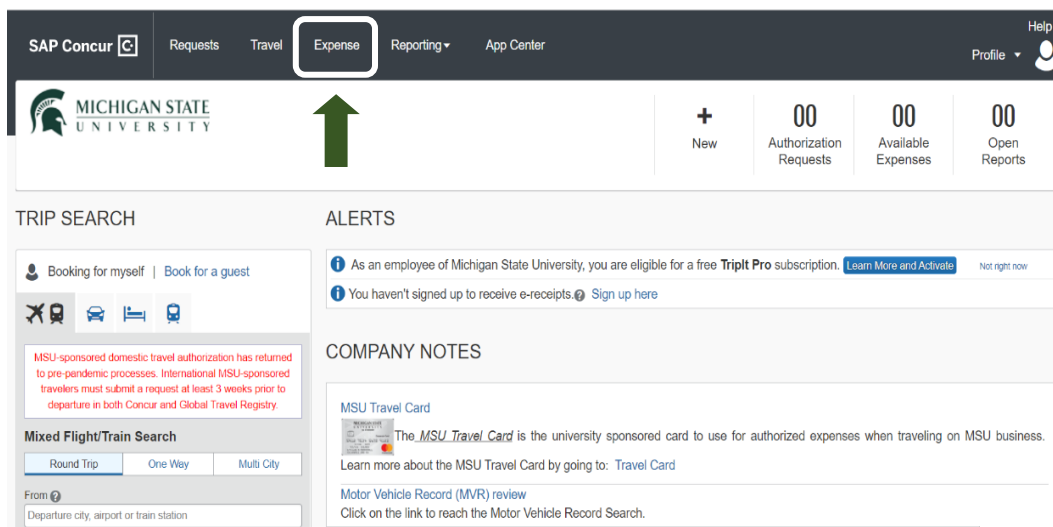 Help
SAP Concur C Requests Travel Expense Reporting App Center
Profile
MICHIGAN STATE
UNIVERSITY
+ 00 00 00
New Authorization Available Open
Requests Expenses Reports
TRIP SEARCH
Booking for myself | Book for a guest
MSU-sponsored domestic travel authorization has returned
to pre-pandemic processes. International MSU-sponsored
travelers must submit a request at least 3 weeks prior to
departure in both Concur and Global Travel Registry.
Mixed Flight/Train Search
Round Trip One Way Multi City
From ?
Departure city, airport or train station
ALERTS
As an employee of Michigan State University, you are eligible for a free TripIt Pro subscription. Learn More and Activate Not right now
You haven't signed up to receive e-receipts. ? Sign up here
COMPANY NOTES
MSU Travel Card
The MSU Travel Card is the university sponsored card to use for authorized expenses when traveling on MSU business.
Learn more about the MSU Travel Card by going to: Travel Card
Motor Vehicle Record (MVR) review
Click on the link to reach the Motor Vehicle Record Search.